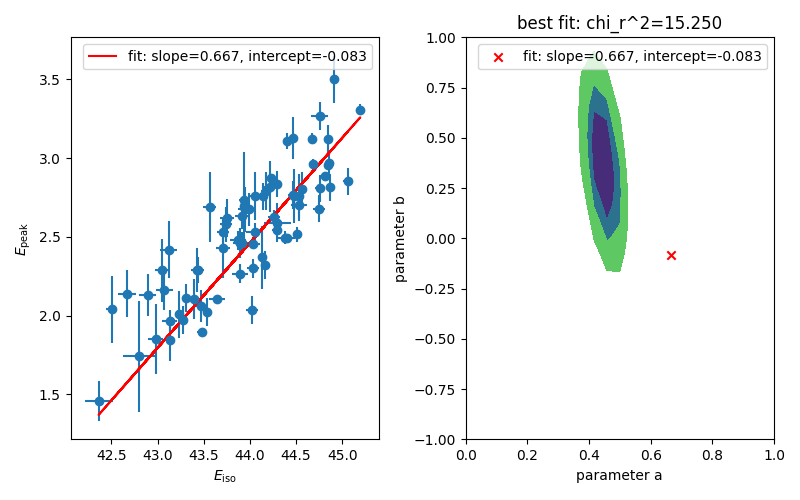 best fit: chi_r^2=15.250
fit: slope=0.667, intercept=-0.083
3.5
3.0
2.5
2.0
1.5
E_peak
42.5 43.0 43.5 44.0 44.5 45.0
E_iso
fit: slope=0.667, intercept=-0.083
1.00
0.75
0.50
0.25
0.00
−0.25
−0.50
−0.75
−1.00
parameter b
0.0 0.2 0.4 0.6 0.8 1.0
parameter a